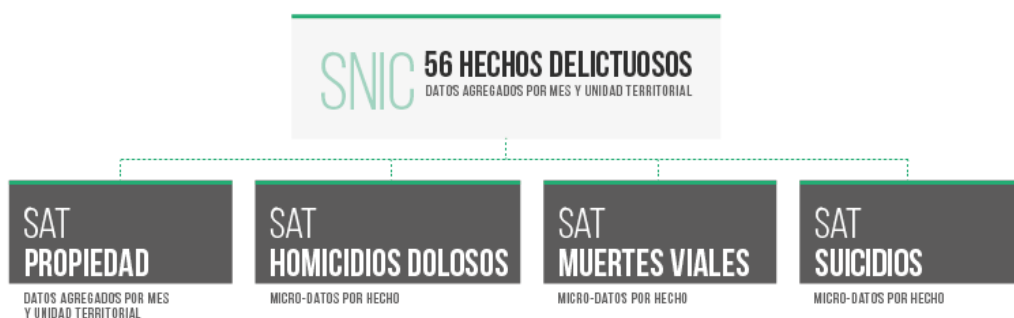 SNIC 56 HECHOS DELICTUOSOS
DATOS AGREGADOS POR MES Y UNIDAD TERRITORIAL
SAT
PROPIEDAD
DATOS AGREGADOS POR MES
Y UNIDAD TERRITORIAL
SAT
HOMICIDIOS DOLOSOS
MICRO-DATOS POR HECHO
SAT
MUERTES VIALES
MICRO-DATOS POR HECHO
SAT
SUICIDIOS
MICRO-DATOS POR HECHO